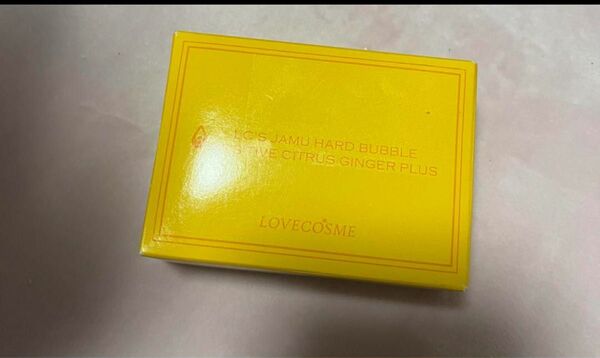 LC'S JAMU HARD BUBBLE
CITRUS GINGER PLUS
LOVECOSME